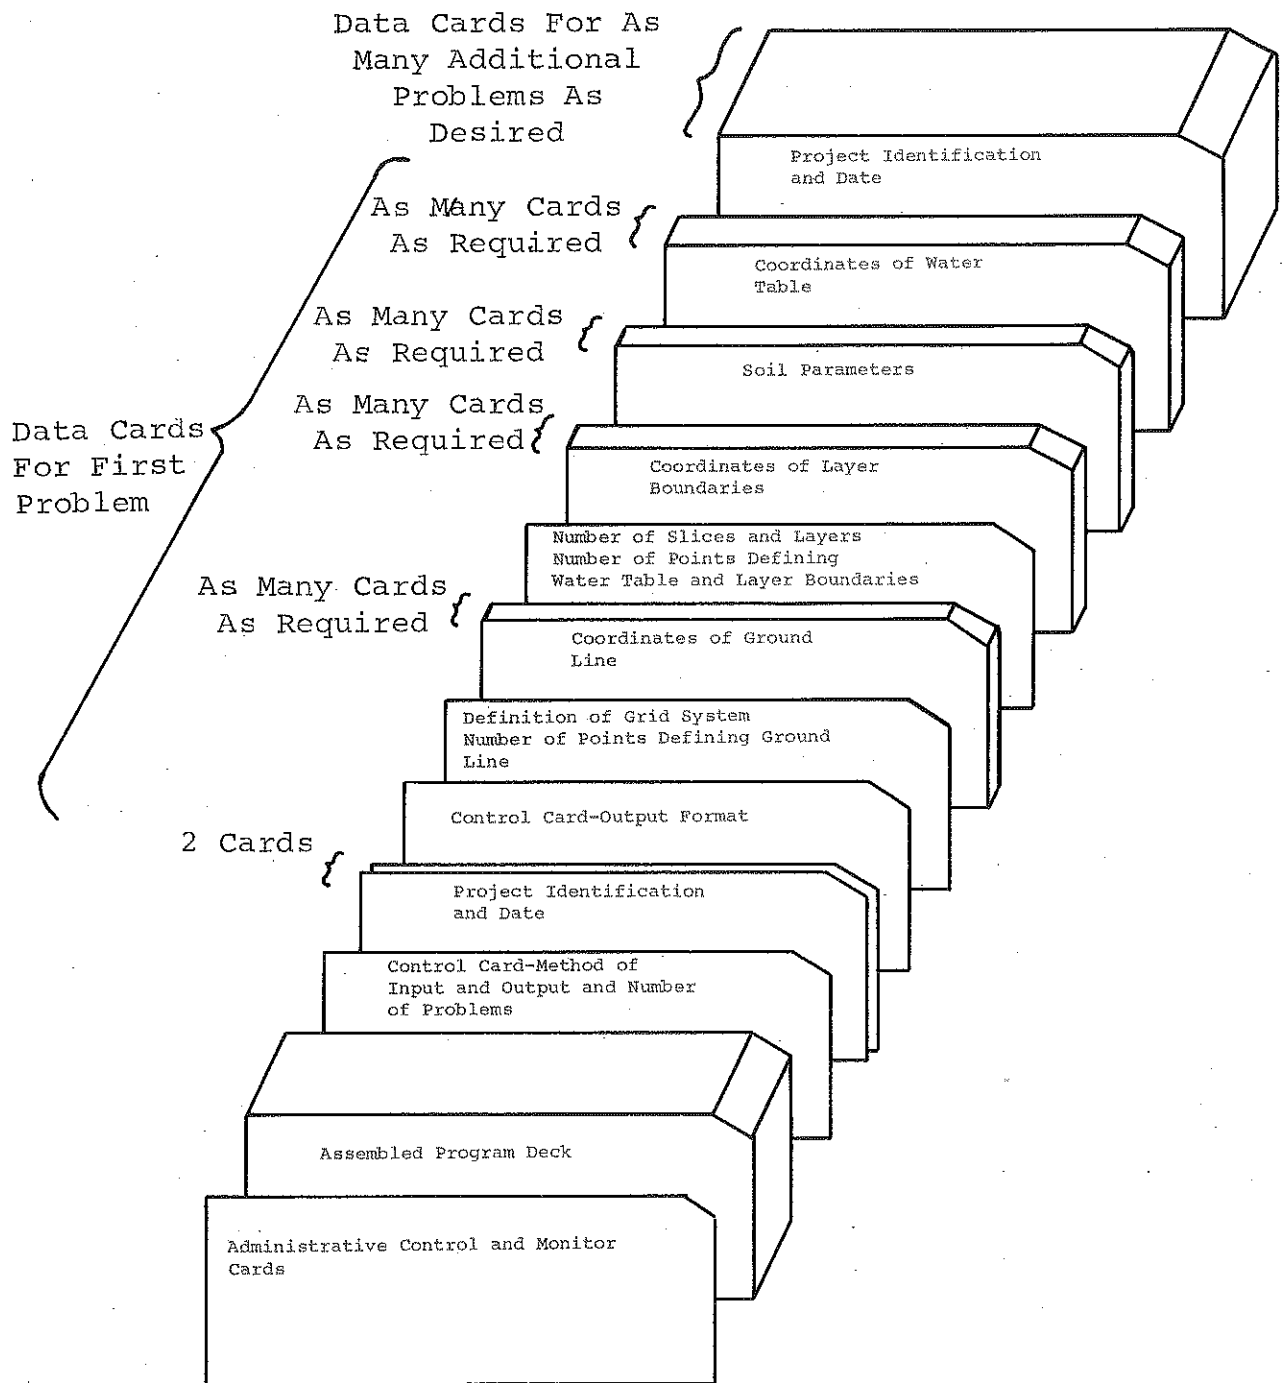 Data Cards For As
Many Additional
Problems As
Desired
Project Identification
and Date
As Many Cards
As Required
Coordinates of Water
Table
As Many Cards
As Required
Soil Parameters
As Many Cards
As Required
Data Cards
For First
Problem
Coordinates of Layer
Boundaries
Number of Slices and Layers
Number of Points Defining
Water Table and Layer Boundaries
As Many Cards
As Required
Coordinates of Ground
Line
Definition of Grid System
Number of Points Defining Ground
Line
Control Card-Output Format
2 Cards
Project Identification
and Date
Control Card-Method of
Input and Output and Number
of Problems
Assembled Program Deck
Administrative Control and Monitor
Cards